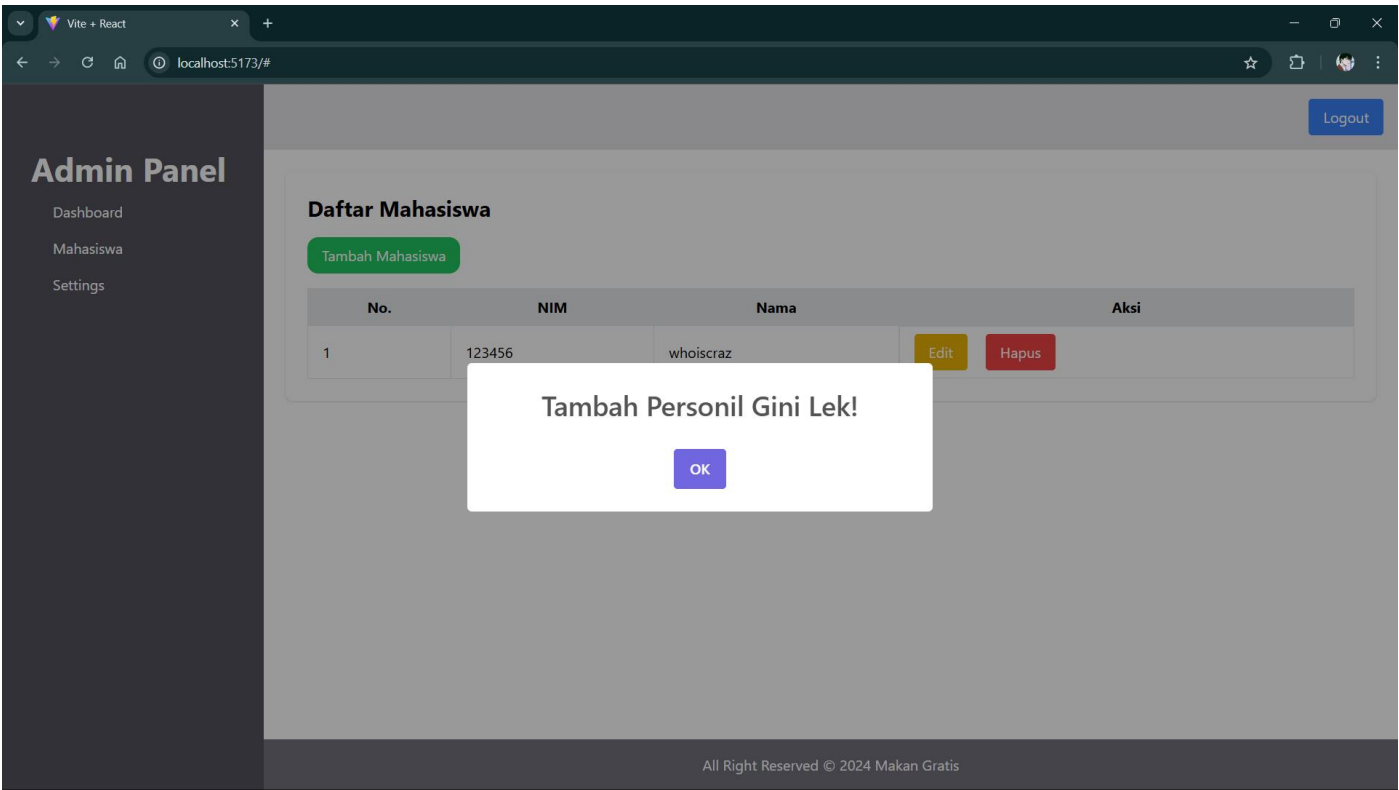 Vite + React
localhost:5173/#
Logout
Admin Panel
Dashboard
Mahasiswa
Settings
Daftar Mahasiswa
Tambah Mahasiswa
No. NIM Nama Aksi
1 123456 whoiscraz Edit Hapus
Tambah Personil Gini Lek!
OK
All Right Reserved © 2024 Makan Gratis